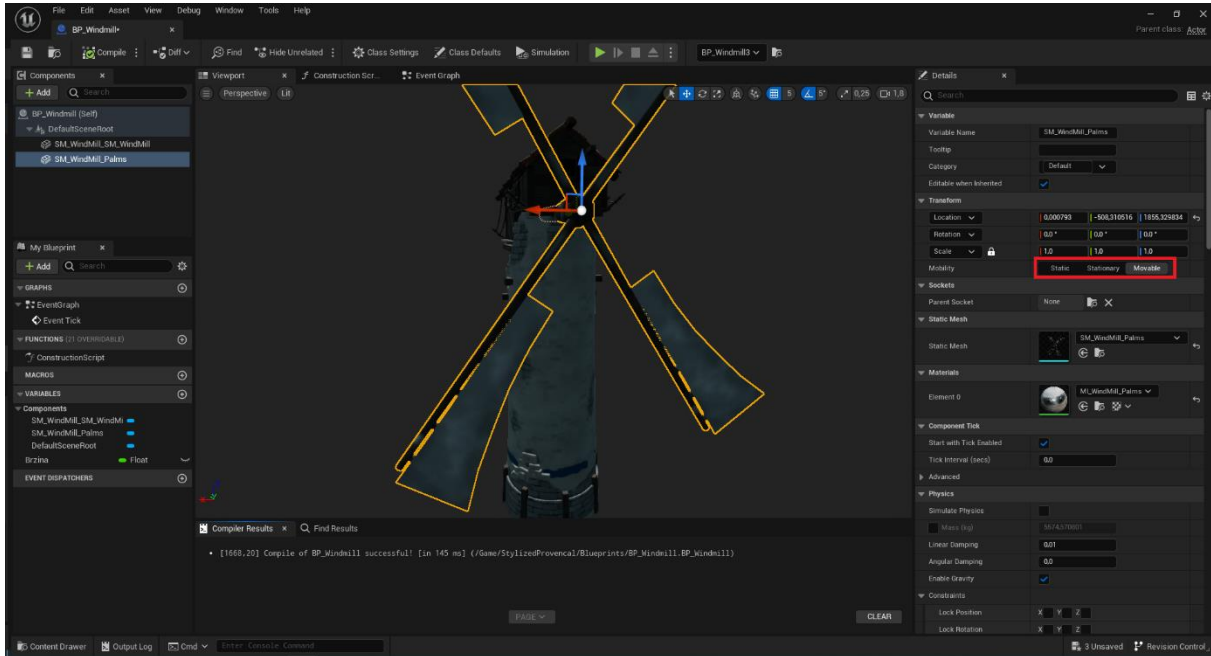 File Edit Asset View Debug Window Tools Help
BP_Windmill•
Parent class: Actor
Compile Diff Find Hide Unrelated Class Settings Class Defaults Simulation BP_Windmill3
Components
Add Search
BP_Windmill (Self)
DefaultSceneRoot
SM_WindMill_SM_WindMill
SM_WindMill_Palms
My Blueprint
Add Search
GRAPHS
EventGraph
Event Tick
FUNCTIONS (21 OVERRIDABLE)
ConstructionScript
MACROS
VARIABLES
Components
SM_WindMill_SM_WindMi
SM_WindMill_Palms
DefaultSceneRoot
Brzina Float
EVENT DISPATCHERS
Viewport Construction Scr... Event Graph
Perspective Lit 5 5° 0,25 1,0
Compiler Results Find Results
• [1668,20] Compile of BP_Windmill successful! [in 145 ms] (/Game/StylizedProvencal/Blueprints/BP_Windmill.BP_Windmill)
PAGE CLEAR
Details
Search
Variable
Variable Name SM_WindMill_Palms
Tooltip
Category Default
Editable when Inherited
Transform
Location 0,000793 -508,310516 1855,329834
Rotation 0,0 ° 0,0 ° 0,0 °
Scale 1,0 1,0 1,0
Mobility Static Stationary Movable
Sockets
Parent Socket None
Static Mesh
Static Mesh SM_WindMill_Palms
Materials
Element 0 MI_WindMill_Palms
Component Tick
Start with Tick Enabled
Tick Interval (secs) 0,0
Advanced
Physics
Simulate Physics
Mass (kg)
Linear Damping 0,01
Angular Damping 0,0
Enable Gravity
Constraints
Lock Position X Y Z
Lock Rotation X Y Z
Content Drawer Output Log Cmd Enter Console Command 3 Unsaved Revision Control